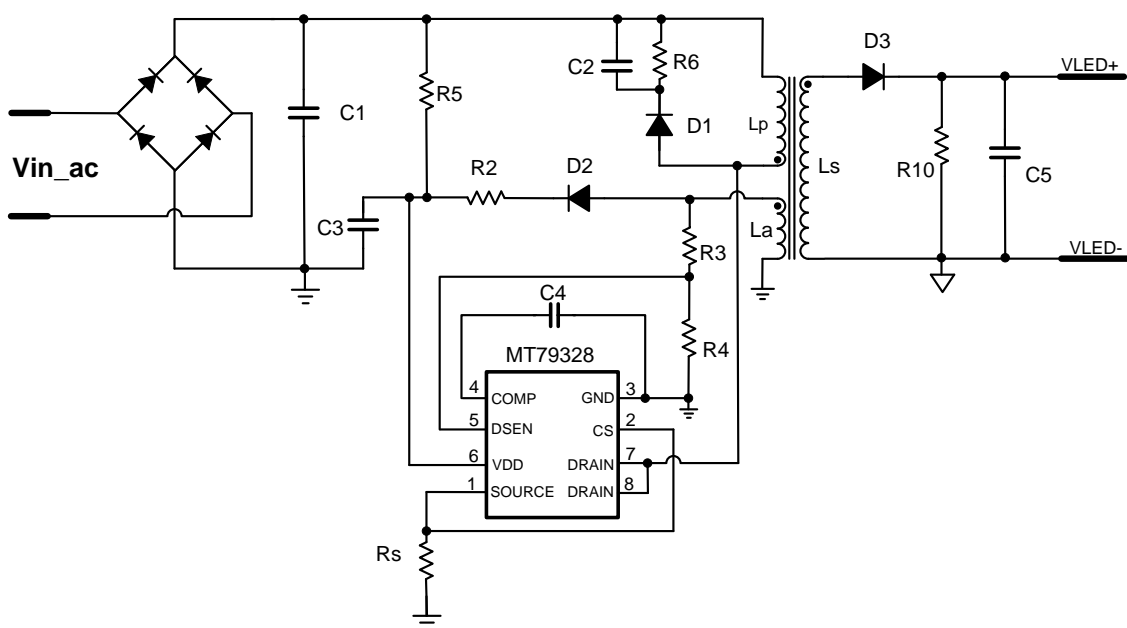 D3
VLED+
C2
R6
R5
C1
D1
Lp
Vin_ac
D2
R2
Ls
R10
C5
C3
La
R3
VLED-
C4
R4
MT79328
4
COMP
GND
3
5
DSEN
CS
2
6
VDD
DRAIN
7
1
SOURCE
DRAIN
8
Rs